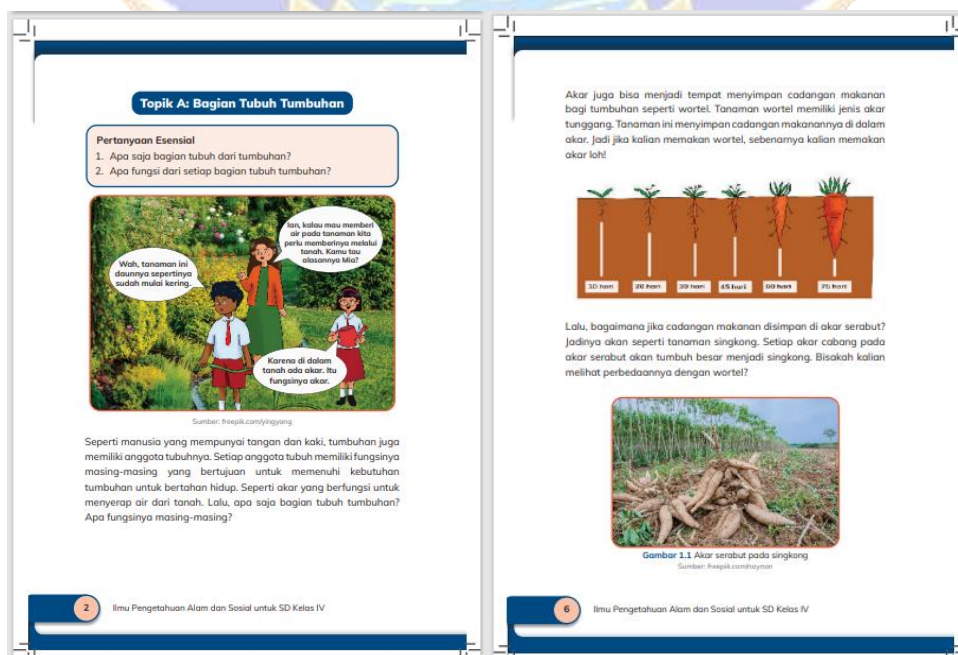 Topik A: Bagian Tubuh Tumbuhan
Pertanyaan Esensial
1. Apa saja bagian tubuh dari tumbuhan?
2. Apa fungsi dari setiap bagian tubuh tumbuhan?
Ian, kalau mau memberi
air pada tanaman kita
perlu memberinya melalui
tanah. Kamu tau
alasannya Mia?
Wah, tanaman ini
daunnya sepertinya
sudah mulai kering.
Karena di dalam
tanah ada akar. Itu
fungsinya akar.
Sumber: freepik.com/yingyang
Seperti manusia yang mempunyai tangan dan kaki, tumbuhan juga
memiliki anggota tubuhnya. Setiap anggota tubuh memiliki fungsinya
masing-masing yang bertujuan untuk memenuhi kebutuhan
tumbuhan untuk bertahan hidup. Seperti akar yang berfungsi untuk
menyerap air dari tanah. Lalu, apa saja bagian tubuh tumbuhan?
Apa fungsinya masing-masing?
2 Ilmu Pengetahuan Alam dan Sosial untuk SD Kelas IV
Akar juga bisa menjadi tempat menyimpan cadangan makanan
bagi tumbuhan seperti wortel. Tanaman wortel memiliki jenis akar
tunggang. Tanaman ini menyimpan cadangan makanannya di dalam
akar. Jadi jika kalian memakan wortel, sebenarnya kalian memakan
akar loh!
10 hari 20 hari 30 hari 45 hari 60 hari 75 hari
Lalu, bagaimana jika cadangan makanan disimpan di akar serabut?
Jadinya akan seperti tanaman singkong. Setiap akar cabang pada
akar serabut akan tumbuh besar menjadi singkong. Bisakah kalian
melihat perbedaannya dengan wortel?
Gambar 1.1 Akar serabut pada singkong
Sumber: freepik.com/
6 Ilmu Pengetahuan Alam dan Sosial untuk SD Kelas IV